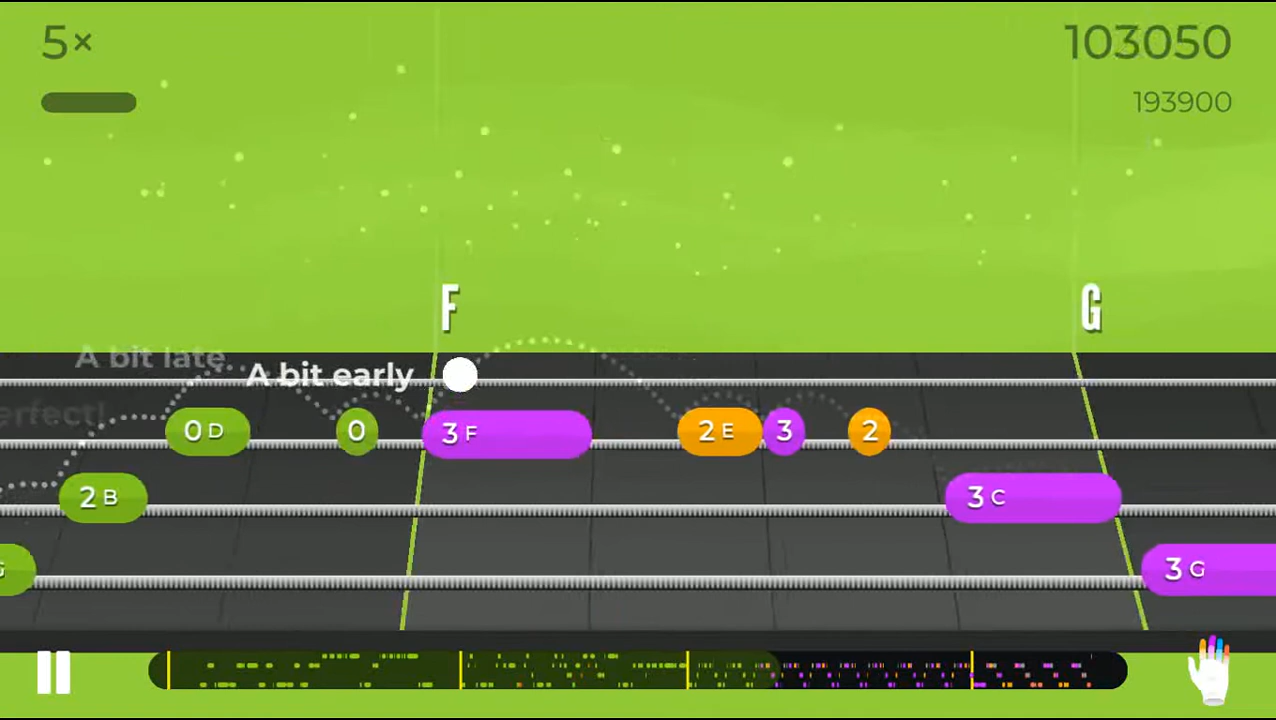 5×
103050
193900
F
G
A bit late
A bit early
erfect!
0 D
0
3 F
2 E
3
2
2 B
3 C
G
3 G